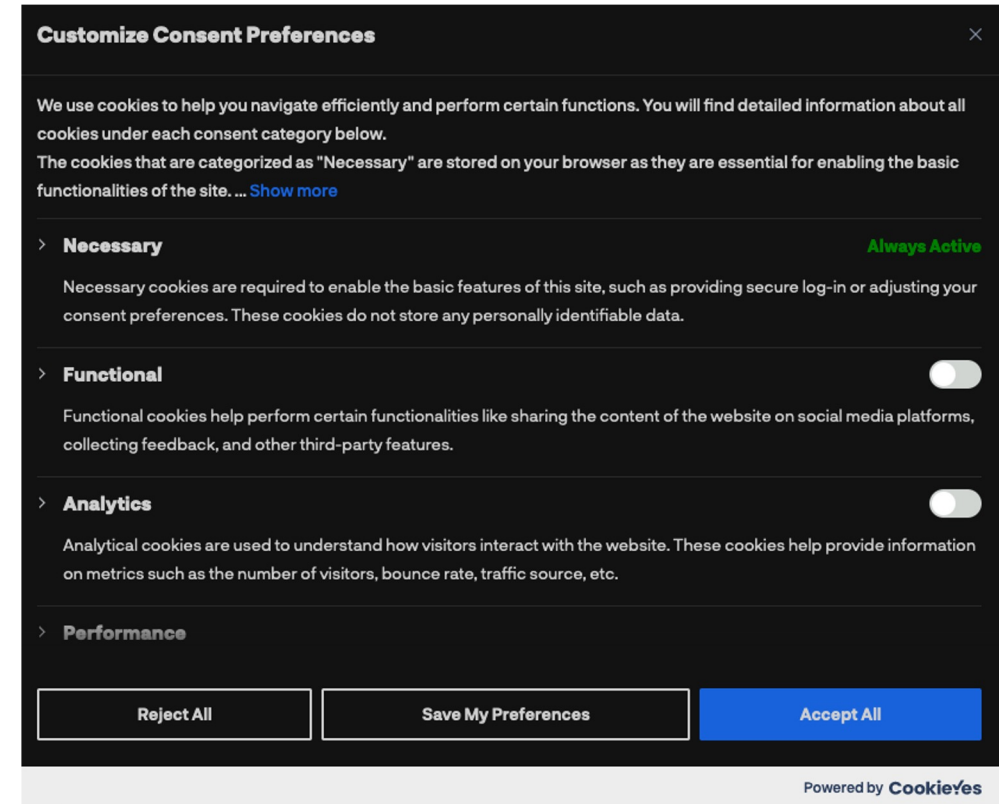 Customize Consent Preferences
We use cookies to help you navigate efficiently and perform certain functions. You will find detailed information about all
cookies under each consent category below.
The cookies that are categorized as "Necessary" are stored on your browser as they are essential for enabling the basic
functionalities of the site. ... Show more
Necessary Always Active
Necessary cookies are required to enable the basic features of this site, such as providing secure log-in or adjusting your
consent preferences. These cookies do not store any personally identifiable data.
Functional
Functional cookies help perform certain functionalities like sharing the content of the website on social media platforms,
collecting feedback, and other third-party features.
Analytics
Analytical cookies are used to understand how visitors interact with the website. These cookies help provide information
on metrics such as the number of visitors, bounce rate, traffic source, etc.
Performance
Reject All Save My Preferences Accept All
Powered by CookieYes